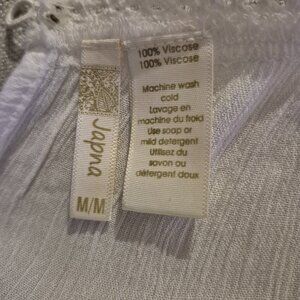 Japna
M/M
100% Viscose
100% Viscose
Machine wash
cold
Lavage en
machine du froid
Use soap or
mild detergent
Utilisez du
savon ou
détergent doux